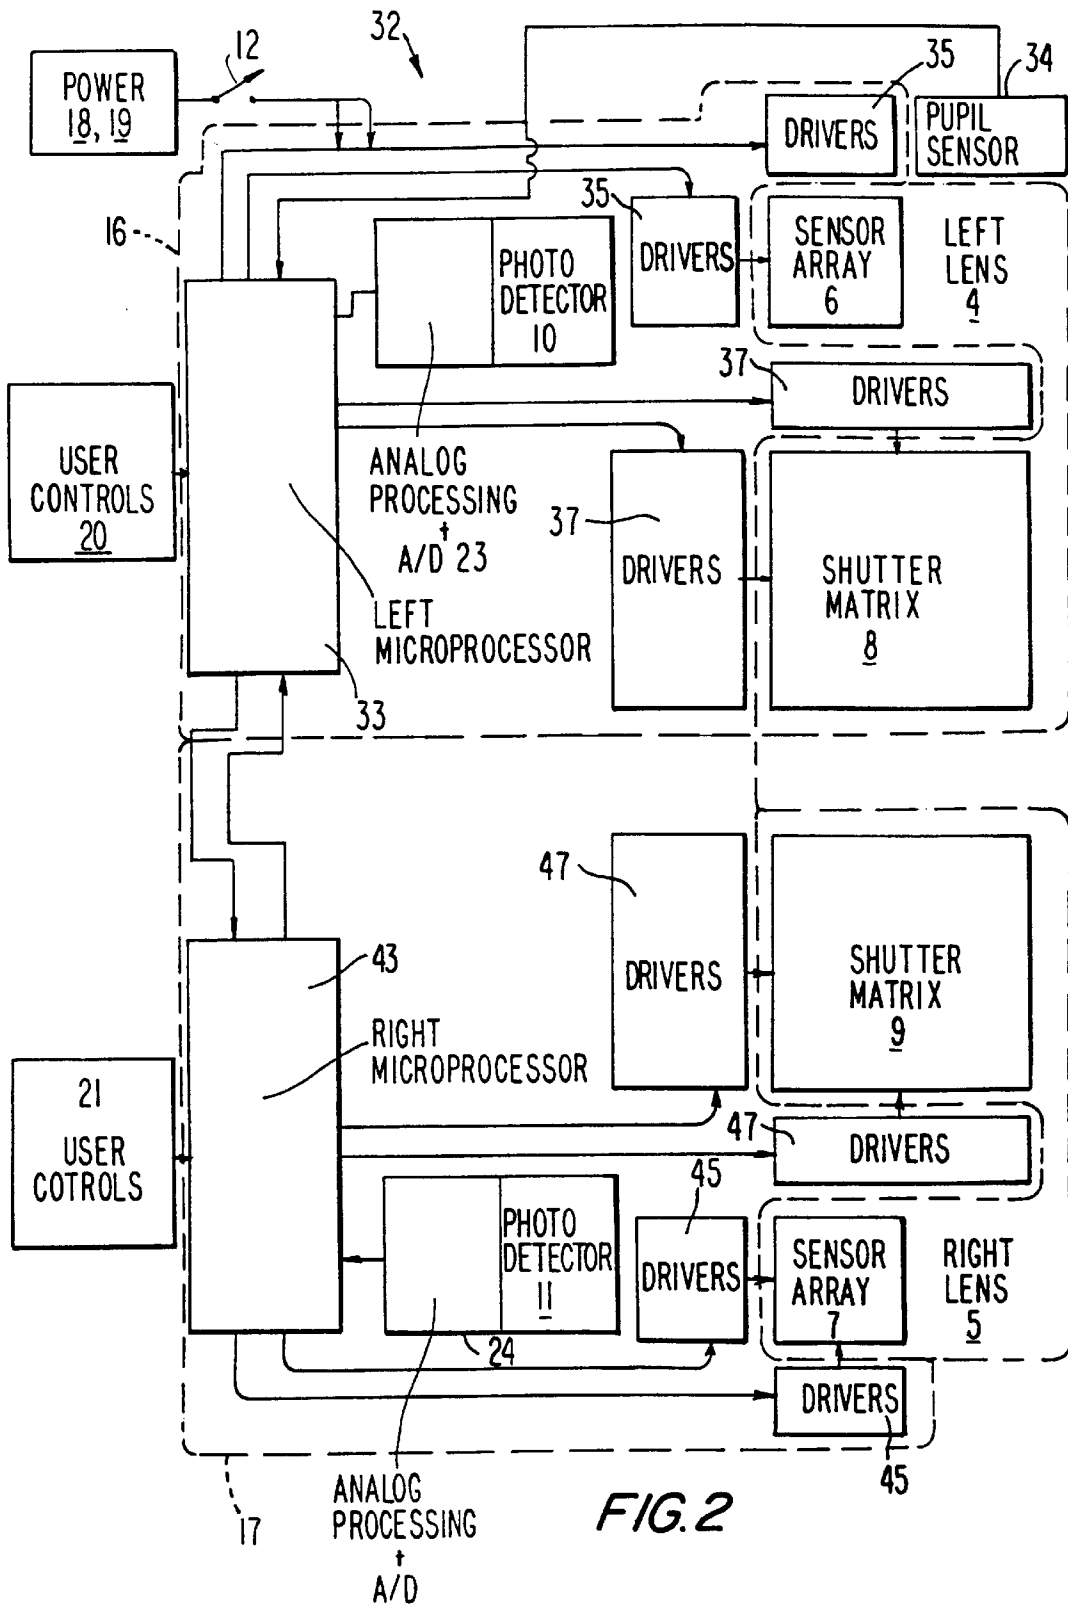 32
12
POWER
18, 19
35
34
DRIVERS
PUPIL
SENSOR
16
35
DRIVERS
SENSOR
ARRAY
6
LEFT
LENS
4
PHOTO
DETECTOR
10
37
DRIVERS
USER
CONTROLS
20
ANALOG
PROCESSING
+
A/D 23
37
DRIVERS
SHUTTER
MATRIX
8
LEFT
MICROPROCESSOR
33
47
DRIVERS
SHUTTER
MATRIX
9
43
RIGHT
MICROPROCESSOR
21
USER
COTROLS
47
DRIVERS
45
DRIVERS
PHOTO
DETECTOR
11
24
SENSOR
ARRAY
7
RIGHT
LENS
5
DRIVERS
45
17
ANALOG
PROCESSING
+
A/D
FIG.2